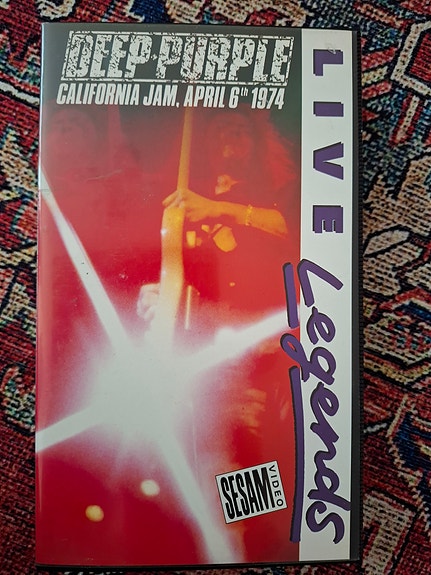 DEEP·PURPLE
CALIFORNIA JAM, APRIL 6th 1974
LIVE
Legends
SESAM
VIDEO